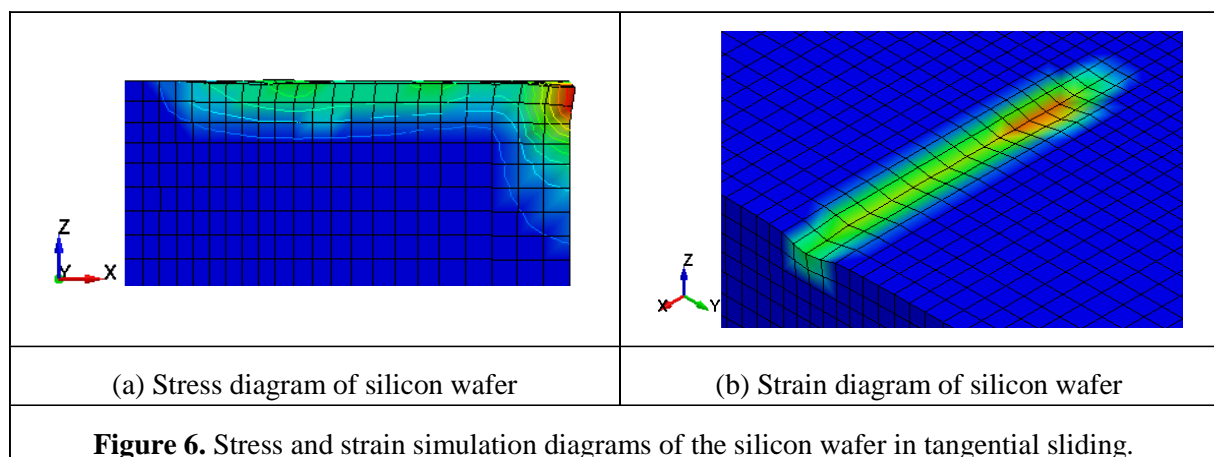 Z
Y
X
Z
X
Y
(a) Stress diagram of silicon wafer
(b) Strain diagram of silicon wafer
Figure 6. Stress and strain simulation diagrams of the silicon wafer in tangential sliding.